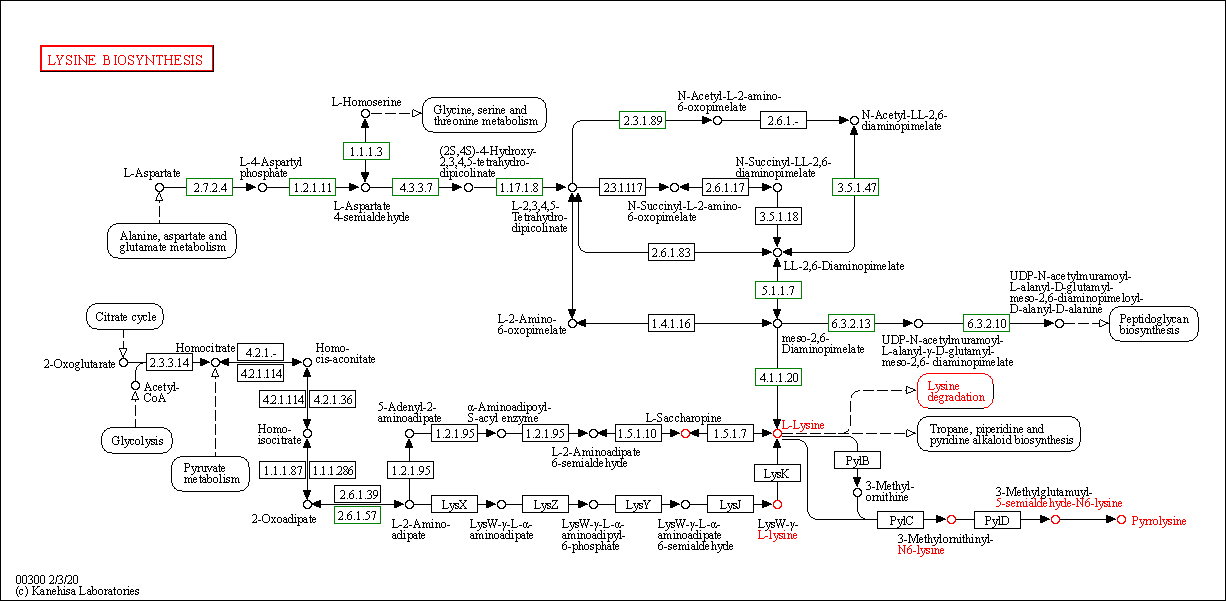 LYSINE BIOSYNTHESIS
L-Homoserine
Glycine, serine and
threonine metabolism
N-Acetyl-L-2-amino-
6-oxopimelate
2.3.1.89
2.6.1.-
N-Acetyl-LL-2,6-
diaminopimelate
1.1.1.3
(2S,4S)-4-Hydroxy-
2,3,4,5-tetrahydro-
dipicolinate
L-Aspartate
L-4-Aspartyl
phosphate
N-Succinyl-LL-2,6-
diaminopimelate
2.7.2.4
1.2.1.11
4.3.3.7
1.17.1.8
2.3.1.117
2.6.1.17
3.5.1.47
L-Aspartate
4-semialdehyde
L-2,3,4,5-
Tetrahydro-
dipicolinate
N-Succinyl-L-2-amino-
6-oxopimelate
3.5.1.18
Alanine, aspartate and
glutamate metabolism
2.6.1.83
LL-2,6-Diaminopimelate
5.1.1.7
UDP-N-acetylmuramoyl-
L-alanyl-D-glutamyl-
meso-2,6-diaminopimeloyl-
D-alanyl-D-alanine
Citrate cycle
L-2-Amino-
6-oxopimelate
1.4.1.16
6.3.2.13
6.3.2.10
Peptidoglycan
biosynthesis
meso-2,6-
Diaminopimelate
UDP-N-acetylmuramoyl-
L-alanyl-γ-D-glutamyl-
meso-2,6- diaminopimelate
2-Oxoglutarate
2.3.3.14
Homocitrate
4.2.1.-
4.2.1.114
Homo-
cis-aconitate
4.1.1.20
Acetyl-
CoA
4.2.1.114
4.2.1.36
Lysine
degradation
5-Adenyl-2-
aminoadipate
α-Aminoadipoyl-
S-acyl enzyme
L-Saccharopine
L-Lysine
Glycolysis
Homo-
isocitrate
1.2.1.95
1.2.1.95
1.5.1.10
1.5.1.7
Tropane, piperidine and
pyridine alkaloid biosynthesis
L-2-Aminoadipate
6-semialdehyde
Pyruvate
metabolism
1.1.1.87
1.1.1.286
1.2.1.95
LysK
PylB
3-Methyl-
ornithine
2.6.1.39
2.6.1.57
LysX
LysZ
LysY
LysJ
3-Methylglutamyl-
5-semialdehyde-N6-lysine
2-Oxoadipate
L-2-Amino-
adipate
LysW-γ-L-α-
aminoadipate
LysW-γ-L-α-
aminoadipyl-
6-phosphate
LysW-γ-L-α-
aminoadipate
6-semialdehyde
LysW-γ-
L-lysine
PylC
PylD
Pyrrolysine
3-Methylornithinyl-
N6-lysine
00300 2/3/20
(c) Kanehisa Laboratories